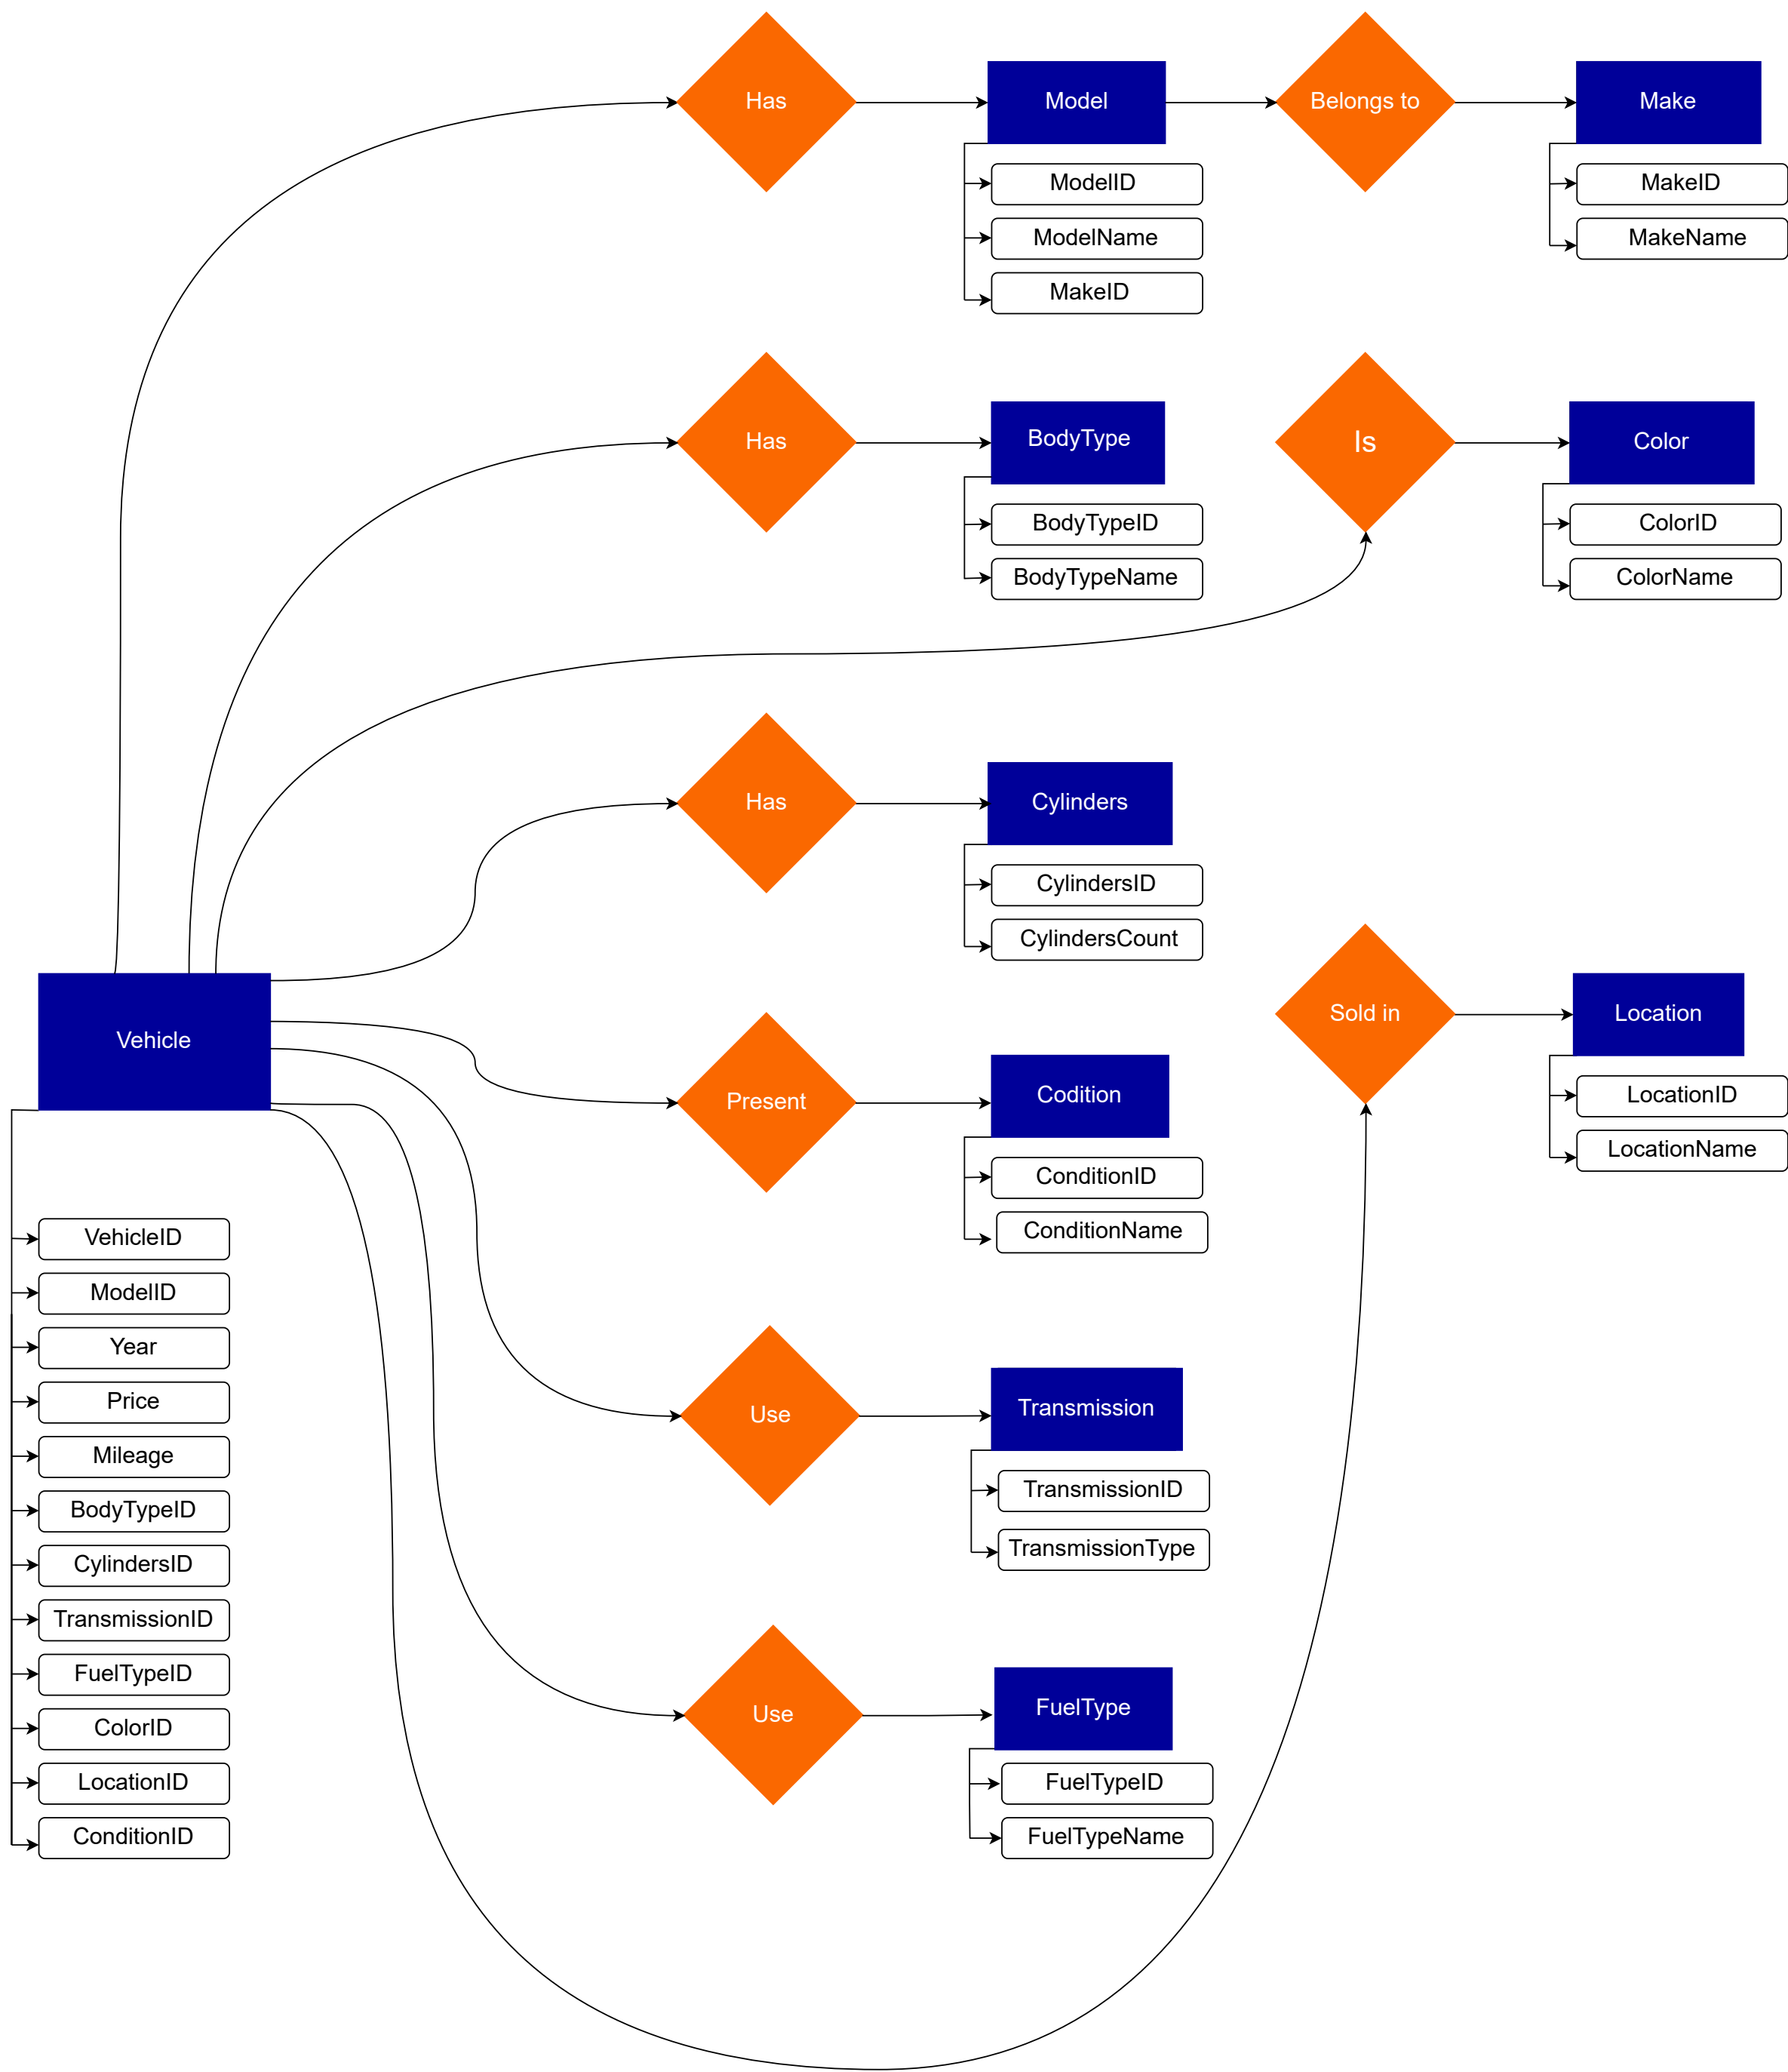 Has
Model
Belongs to
Make
ModelID
MakeID
ModelName
MakeName
MakeID
Has
BodyType
Is
Color
BodyTypeID
ColorID
BodyTypeName
ColorName
Has
Cylinders
CylindersID
CylindersCount
Vehicle
Sold in
Location
Present
Codition
LocationID
LocationName
ConditionID
ConditionName
VehicleID
ModelID
Year
Price
Mileage
BodyTypeID
CylindersID
TransmissionID
FuelTypeID
ColorID
LocationID
ConditionID
Use
Transmission
TransmissionID
TransmissionType
Use
FuelType
FuelTypeID
FuelTypeName